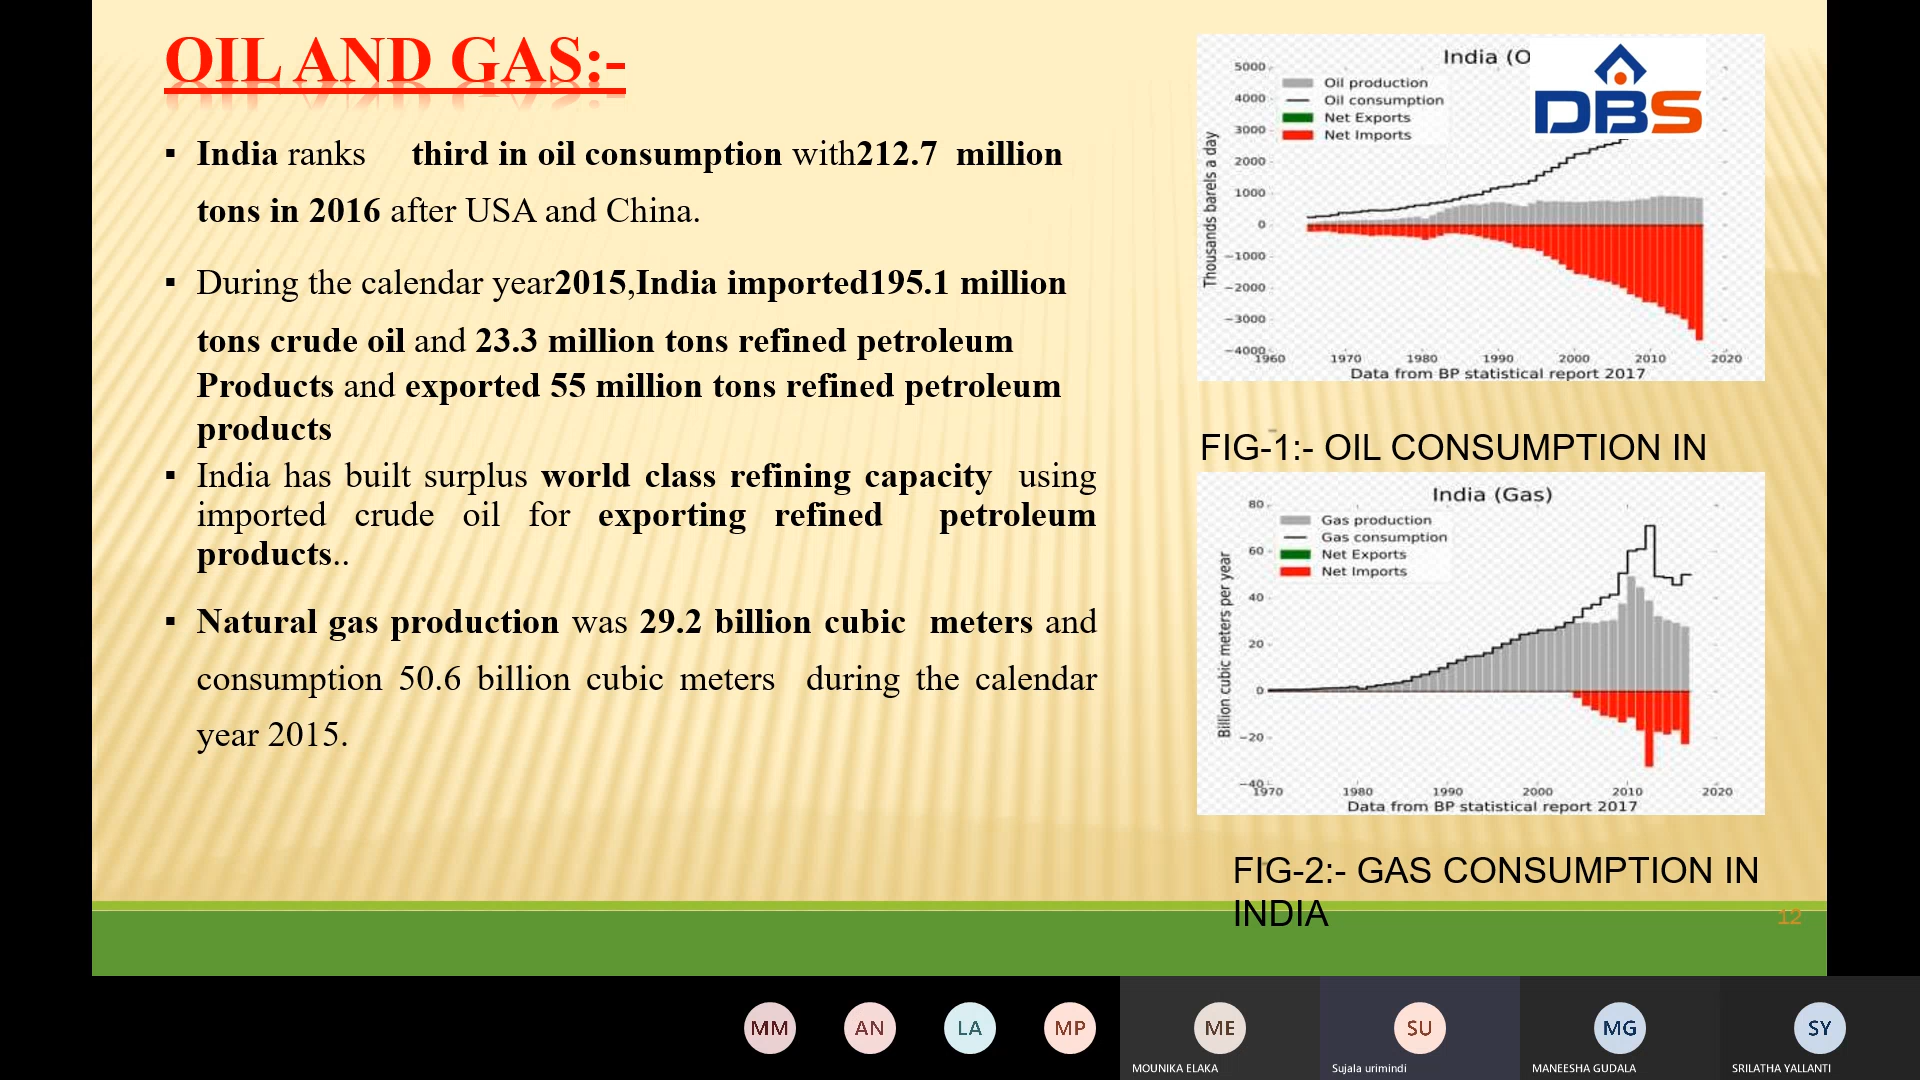 OIL AND GAS:-
▪ India ranks third in oil consumption with212.7 million
tons in 2016 after USA and China.
▪ During the calendar year2015,India imported195.1 million
tons crude oil and 23.3 million tons refined petroleum
Products and exported 55 million tons refined petroleum
products
▪ India has built surplus world class refining capacity using
imported crude oil for exporting refined petroleum
products..
▪ Natural gas production was 29.2 billion cubic meters and
consumption 50.6 billion cubic meters during the calendar
year 2015.
India (O
DBS
Oil production
Oil consumption
Net Exports
Net Imports
Thousands barels a day
5000
4000
3000
2000
1000
0
−1000
−2000
−3000
−4000
1960 1970 1980 1990 2000 2010 2020
Data from BP statistical report 2017
FIG-1:- OIL CONSUMPTION IN
India (Gas)
Gas production
Gas consumption
Net Exports
Net Imports
Billion cubic meters per year
80
60
40
20
0
−20
−40
1970 1980 1990 2000 2010 2020
Data from BP statistical report 2017
FIG-2:- GAS CONSUMPTION IN
INDIA
12
MM AN LA MP ME SU MG SY
MOUNIKA ELAKA Sujala urimindi MANEESHA GUDALA SRILATHA YALLANTI